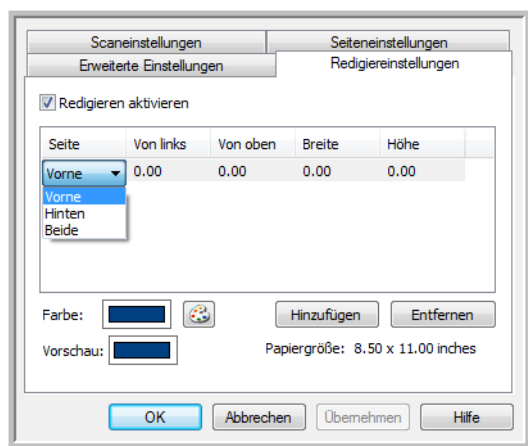 Scaneinstellungen Seiteneinstellungen
Erweiterte Einstellungen Redigiereinstellungen
Redigieren aktivieren
Seite Von links Von oben Breite Höhe
Vorne 0.00 0.00 0.00 0.00
Vorne
Hinten
Beide
Farbe: Hinzufügen Entfernen
Vorschau: Papiergröße: 8.50 x 11.00 inches
OK Abbrechen Übernehmen Hilfe